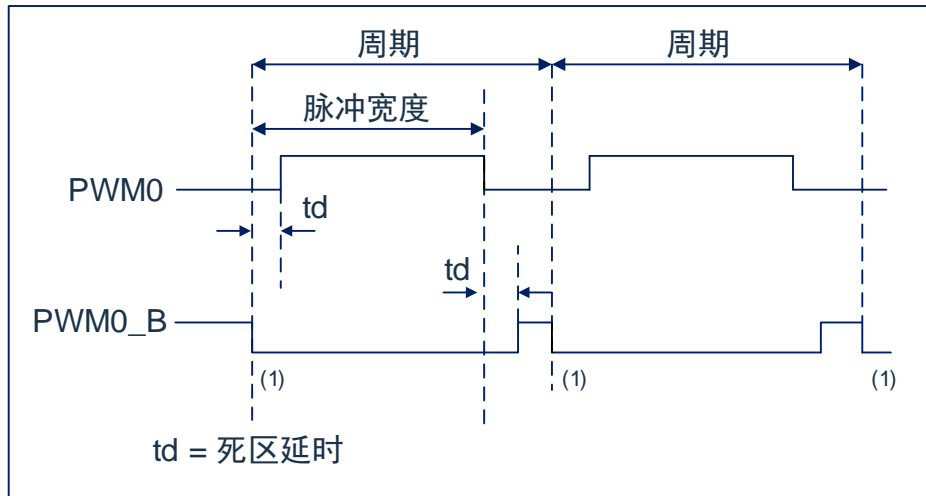 周期 周期
脉冲宽度
PWM0
td
td
PWM0_B
(1) (1) (1)
td = 死区延时